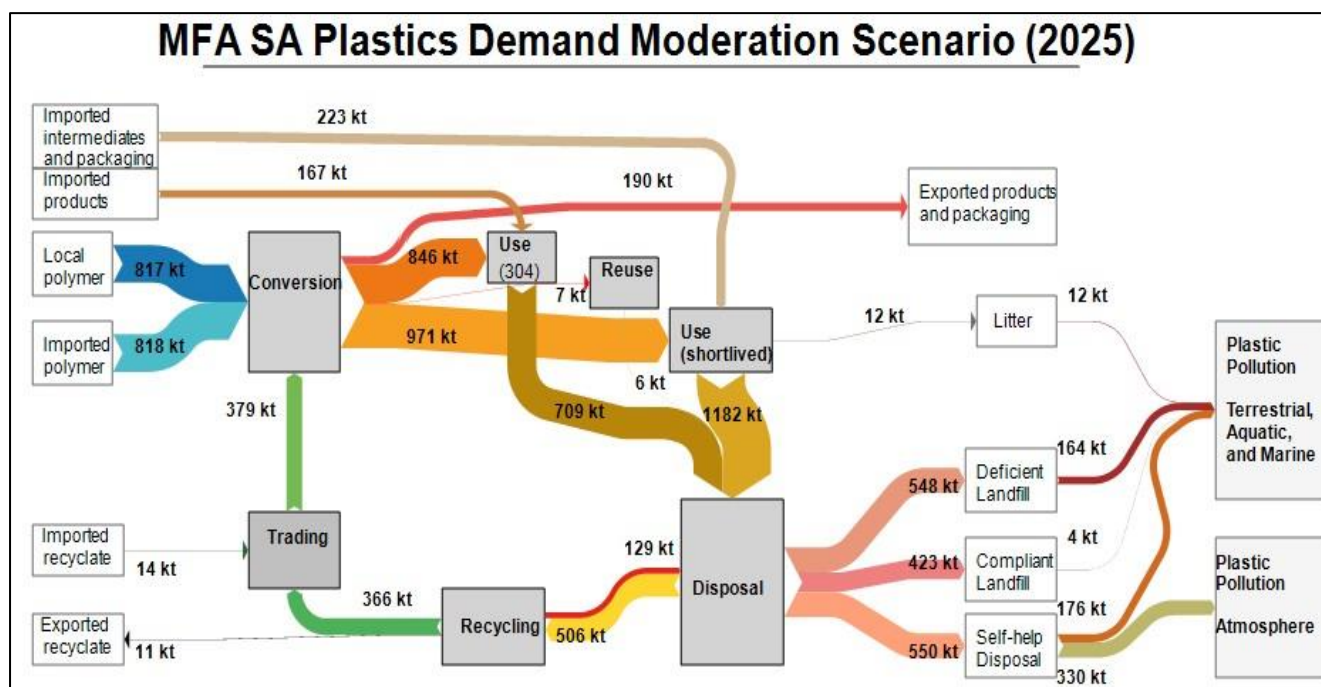 MFA SA Plastics Demand Moderation Scenario (2025)
Imported
intermediates
and packaging
223 kt
Imported
products
167 kt
190 kt
Exported products
and packaging
Local
polymer
817 kt
Conversion
846 kt
Use
(304)
Reuse
7 kt
Imported
polymer
818 kt
971 kt
Use
(shortlived)
12 kt
Litter
12 kt
Plastic
Pollution
Terrestrial,
Aquatic,
and Marine
6 kt
379 kt
709 kt
1182 kt
548 kt
Deficient
Landfill
164 kt
Imported
recyclate
14 kt
Trading
129 kt
Disposal
423 kt
Compliant
Landfill
4 kt
Plastic
Pollution
Atmosphere
Exported
recyclate
11 kt
366 kt
Recycling
506 kt
550 kt
Self-help
Disposal
176 kt
330 kt